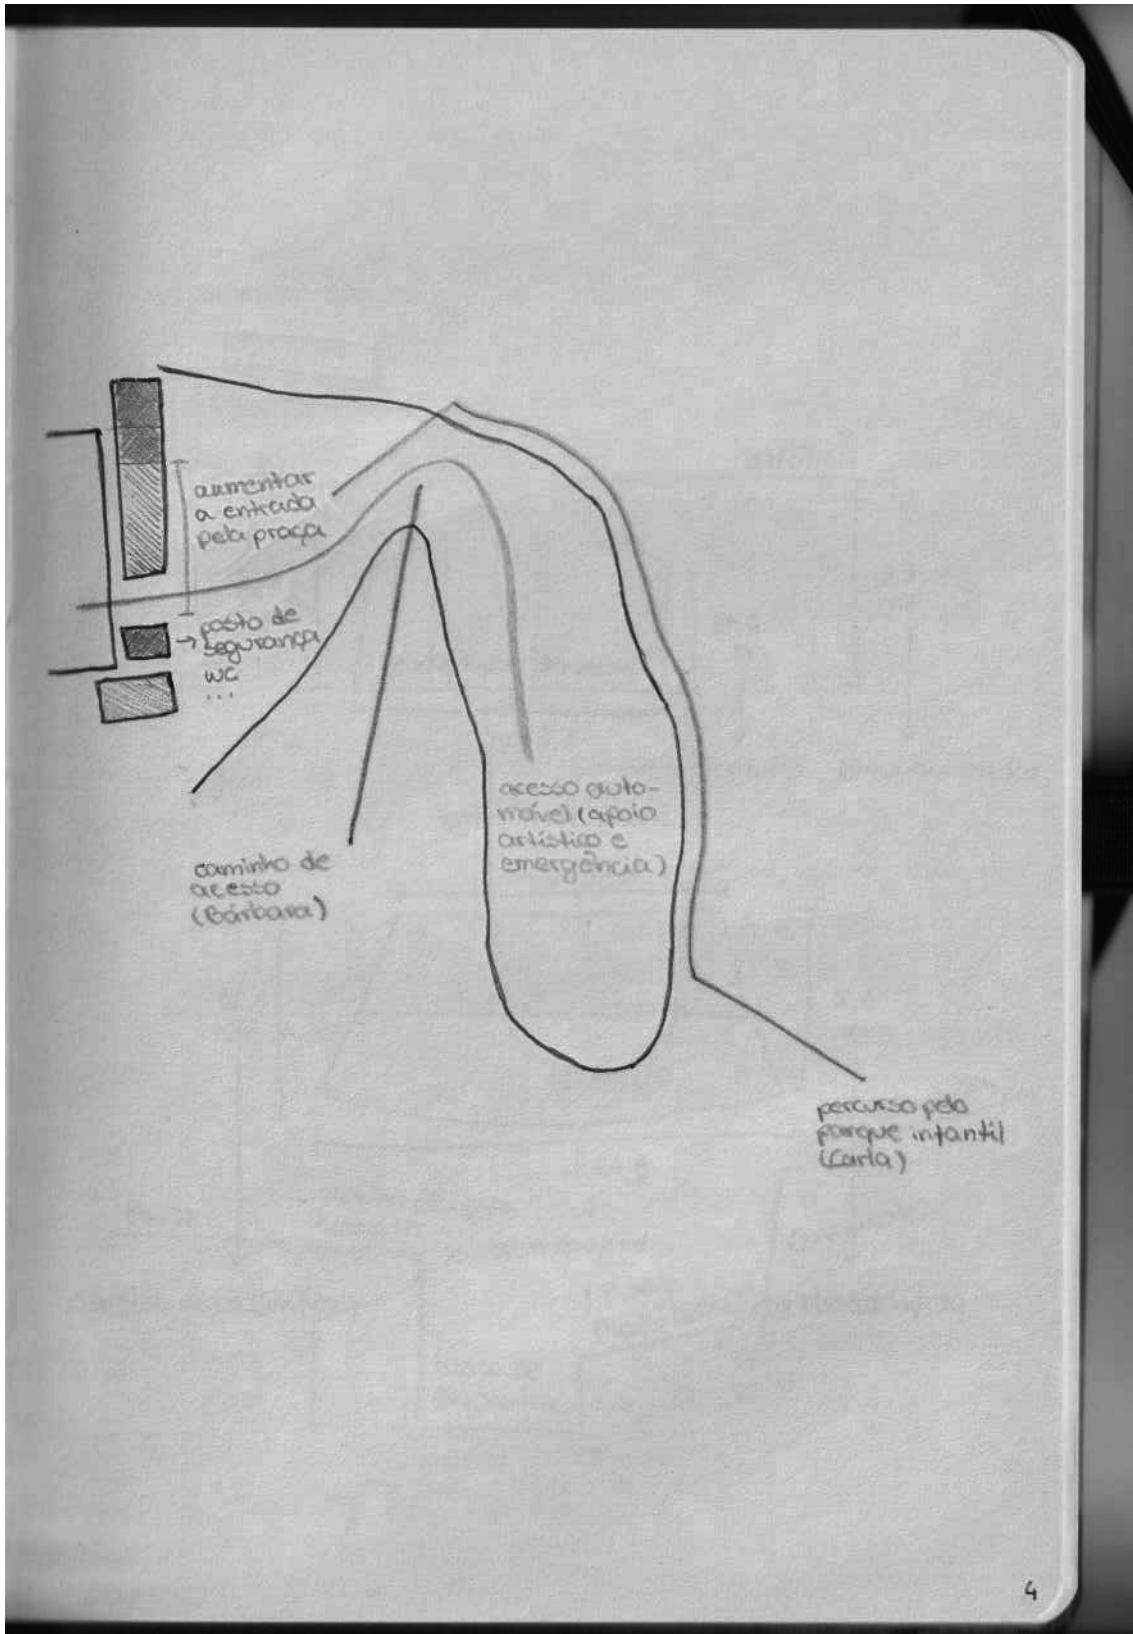 aumentar
a entrada
pela praça
→ posto de
segurança
wc
...
acesso auto-
móvel (apoio
artístico e
emergência)
caminho de
acesso
(Bárbara)
percurso pelo
parque infantil
(Carla)
4